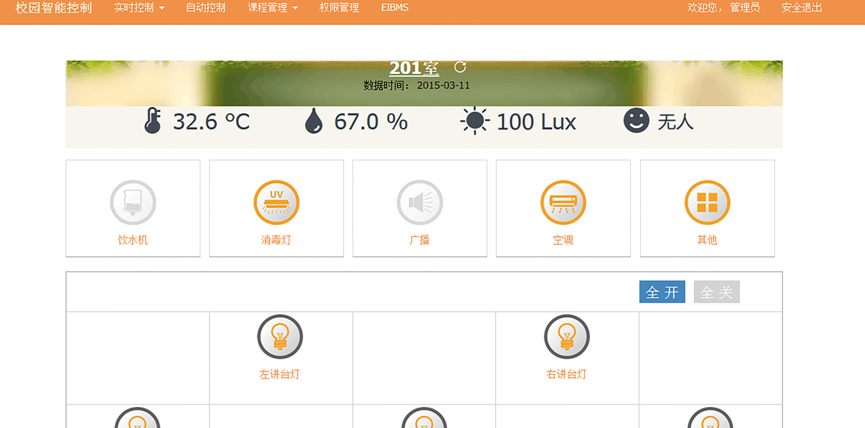 校园智能控制 实时控制 自动控制 课程管理 权限管理 EIBMS 欢迎您，管理员 安全退出
201室
数据时间： 2015-03-11
32.6 ºC 67.0 % 100 Lux 无人
UV
饮水机 消毒灯 广播 空调 其他
全 开 全 关
左讲台灯 右讲台灯